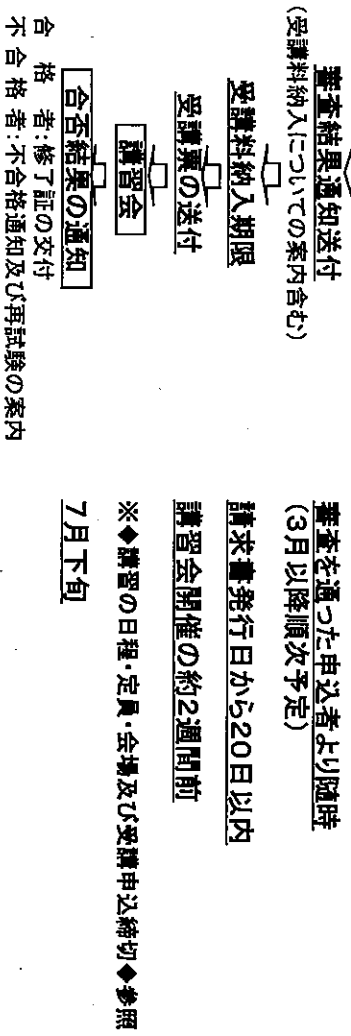 審査結果通知送付
(受講料納入についての案内含む)
審査を通った申込者より随時
(3月以降順次予定)
受講料納入期限
請求書発行日から20日以内
受講票の送付
講習会開催の約2週間前
講習会
※◆講習の日程・定員・会場及び受講申込締切◆参照
合否結果の通知
7月下旬
合格者:修了証の交付
不合格者:不合格通知及び再試験の案内